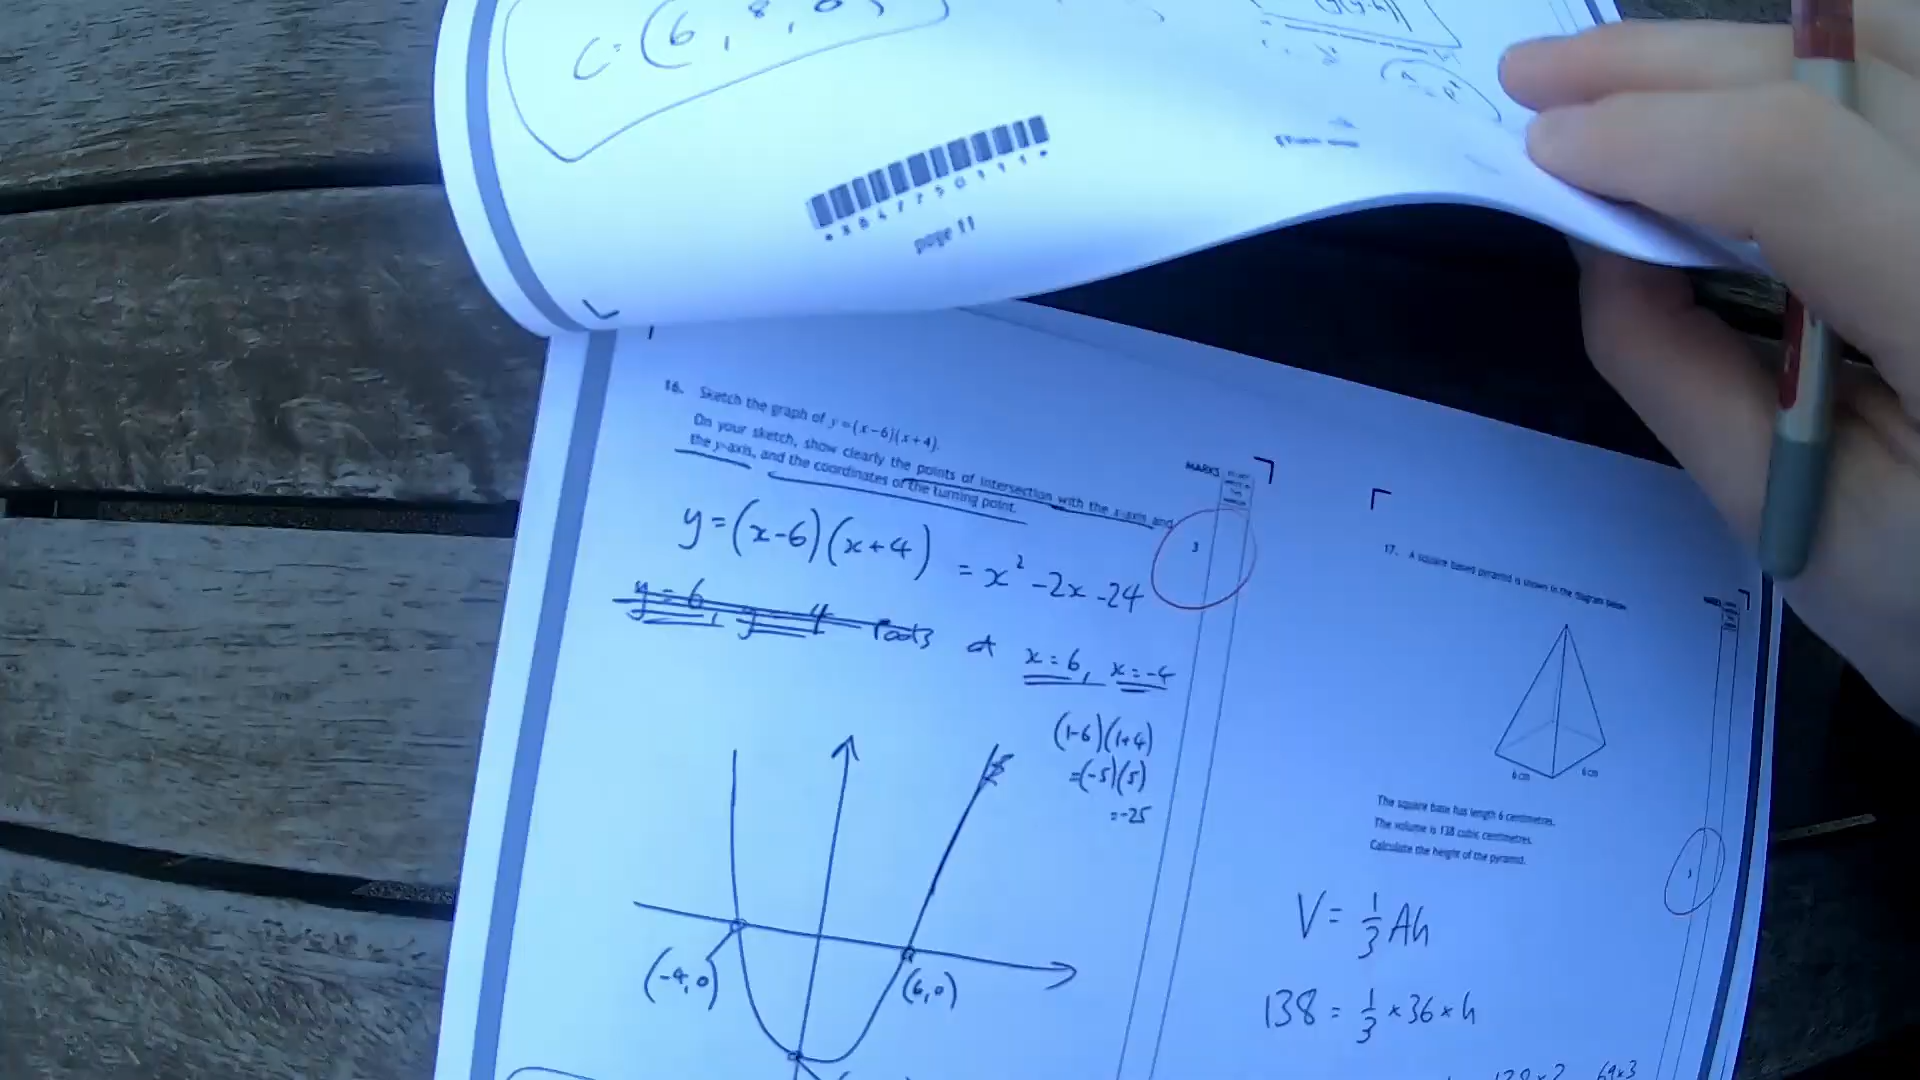 C = (6, 8, 0)
page 11
16. Sketch the graph of y = (x-6)(x+4).
On your sketch, show clearly the points of intersection with the x-axis and
the y-axis, and the coordinates of the turning point.
MARKS
3
y = (x-6)(x+4) = x² -2x -24
y = 6, y = -4 roots at x = 6, x = -4
(1-6)(1+4)
=(-5)(5)
=-25
(-4,0)
(6,0)
17. A square based pyramid is shown in the diagram below.
MARKS
6 cm
6 cm
The square base has length 6 centimetres.
The volume is 138 cubic centimetres.
Calculate the height of the pyramid.
3
V = 1/3 Ah
138 = 1/3 × 36 × h